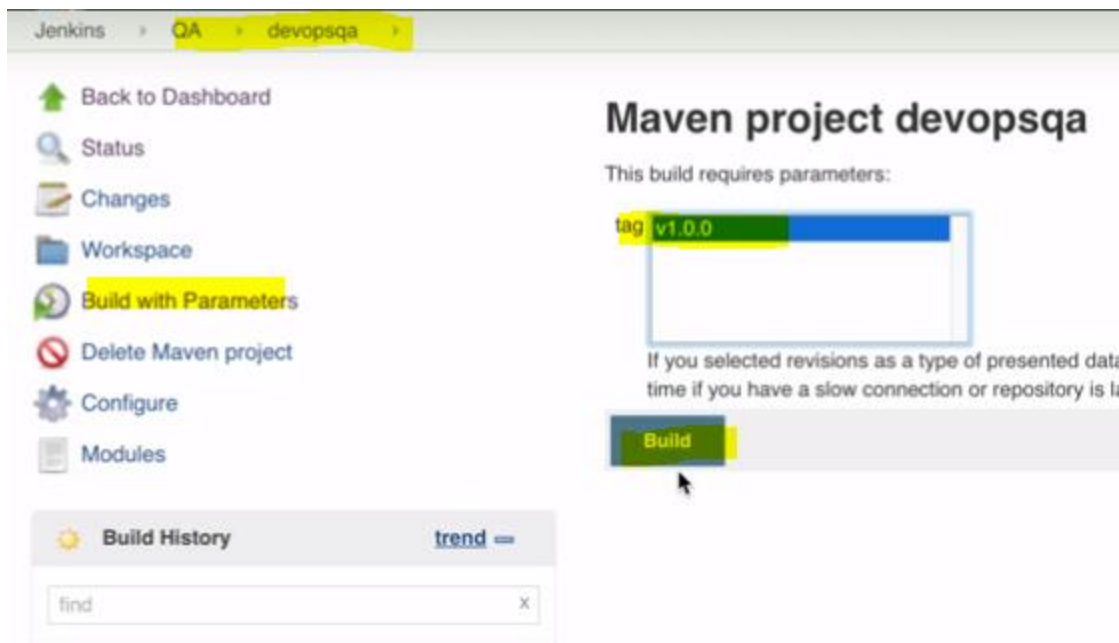 Jenkins › QA › devopsqa ›
Back to Dashboard
Status
Changes
Workspace
Build with Parameters
Delete Maven project
Configure
Modules
Build History trend
find x
Maven project devopsqa
This build requires parameters:
tag v1.0.0
If you selected revisions as a type of presented data
time if you have a slow connection or repository is
Build